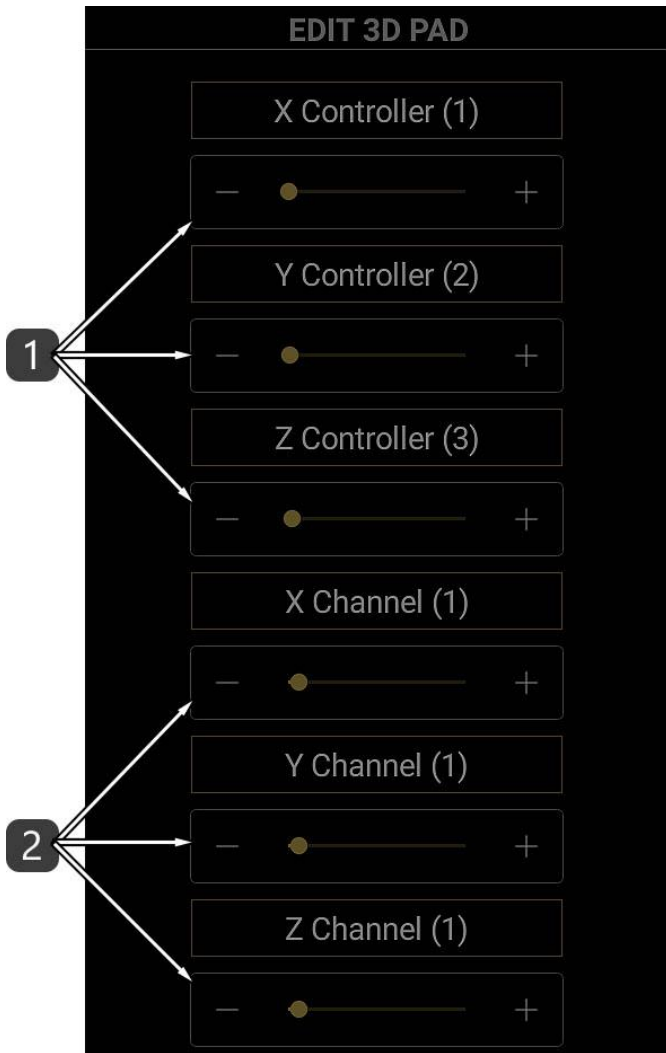 EDIT 3D PAD
X Controller (1)
− +
Y Controller (2)
1
− +
Z Controller (3)
− +
X Channel (1)
− +
Y Channel (1)
2
− +
Z Channel (1)
− +